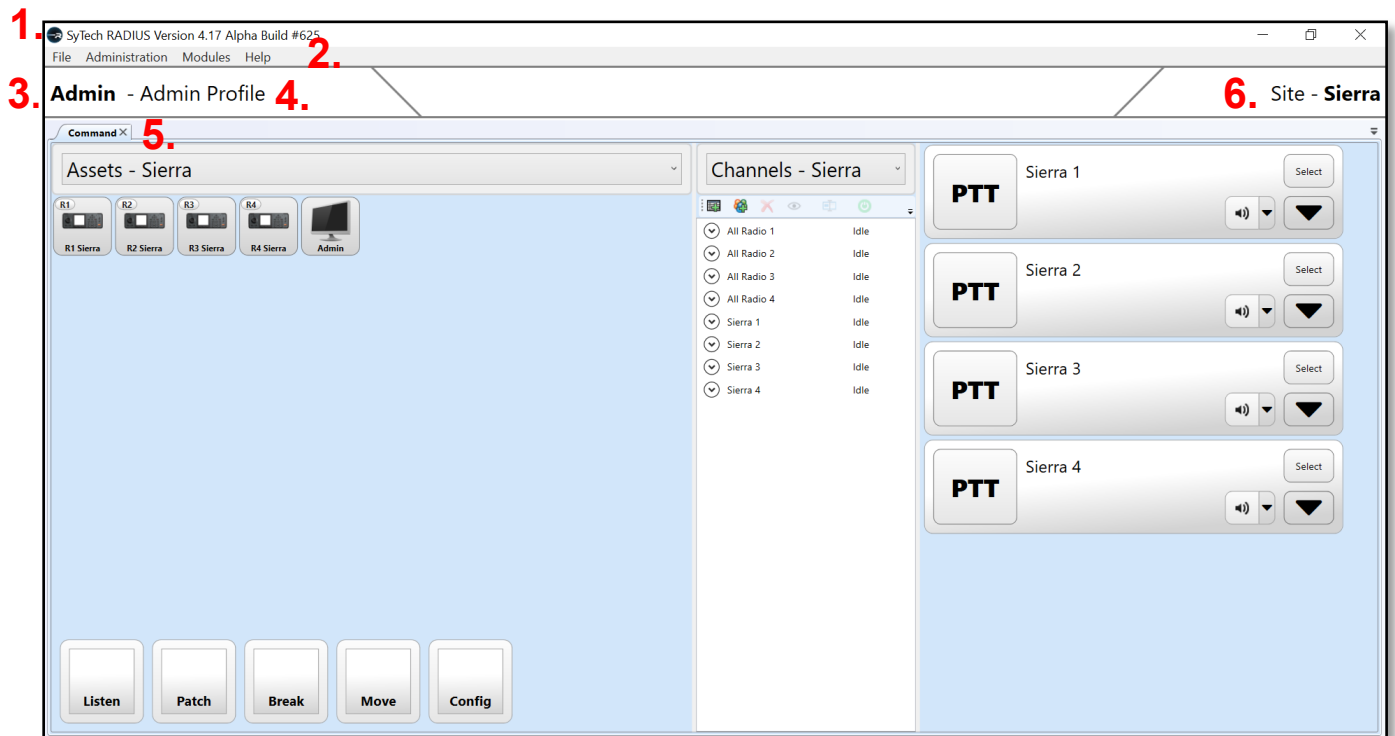 1.
SyTech RADIUS Version 4.17 Alpha Build #625
File Administration Modules Help
2.
3.
Admin - Admin Profile
4.
6.
Site - Sierra
Command
5.
Assets - Sierra
R1
R1 Sierra
R2
R2 Sierra
R3
R3 Sierra
R4
R4 Sierra
Admin
Listen
Patch
Break
Move
Config
Channels - Sierra
All Radio 1 Idle
All Radio 2 Idle
All Radio 3 Idle
All Radio 4 Idle
Sierra 1 Idle
Sierra 2 Idle
Sierra 3 Idle
Sierra 4 Idle
PTT
Sierra 1
Select
PTT
Sierra 2
Select
PTT
Sierra 3
Select
PTT
Sierra 4
Select